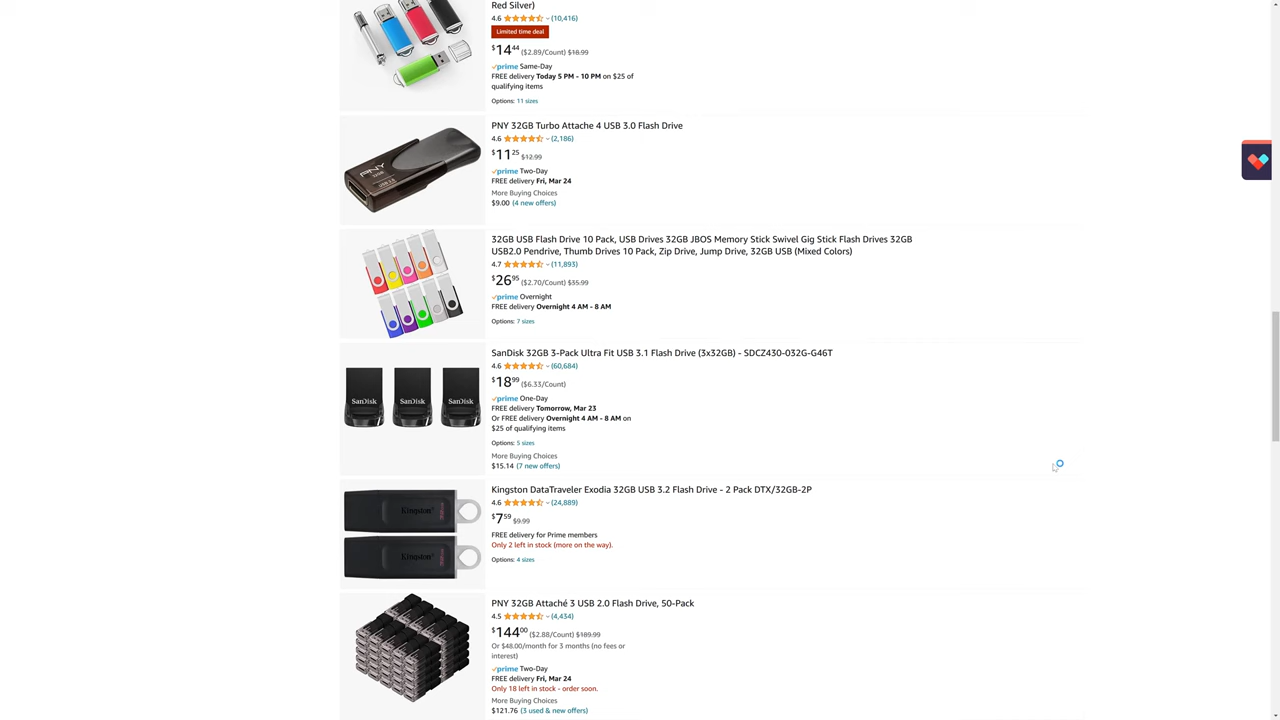 Red Silver)
4.6 (10,416)
Limited time deal
$1444 ($2.89/Count) $18.99
prime Same-Day
FREE delivery Today 5 PM - 10 PM on $25 of
qualifying items
Options: 11 sizes
PNY 32GB Turbo Attache 4 USB 3.0 Flash Drive
4.6 (2,186)
$1125 $12.99
prime Two-Day
FREE delivery Fri, Mar 24
More Buying Choices
$9.00 (4 new offers)
PNY
32GB USB Flash Drive 10 Pack, USB Drives 32GB JBOS Memory Stick Swivel Gig Stick Flash Drives 32GB
USB2.0 Pendrive, Thumb Drives 10 Pack, Zip Drive, Jump Drive, 32GB USB (Mixed Colors)
4.7 (11,893)
$2695 ($2.70/Count) $35.99
prime Overnight
FREE delivery Overnight 4 AM - 8 AM
Options: 7 sizes
SanDisk 32GB 3-Pack Ultra Fit USB 3.1 Flash Drive (3x32GB) - SDCZ430-032G-G46T
4.6 (60,684)
$1899 ($6.33/Count)
prime One-Day
FREE delivery Tomorrow, Mar 23
Or FREE delivery Overnight 4 AM - 8 AM on
$25 of qualifying items
Options: 5 sizes
More Buying Choices
$15.14 (7 new offers)
SanDisk SanDisk SanDisk
Kingston DataTraveler Exodia 32GB USB 3.2 Flash Drive - 2 Pack DTX/32GB-2P
4.6 (24,889)
$759 $9.99
FREE delivery for Prime members
Only 2 left in stock (more on the way).
Options: 4 sizes
Kingston
Kingston
PNY 32GB Attaché 3 USB 2.0 Flash Drive, 50-Pack
4.5 (4,434)
$14400 ($2.88/Count) $189.99
Or $48.00/month for 3 months (no fees or
interest)
prime Two-Day
FREE delivery Fri, Mar 24
Only 18 left in stock - order soon.
More Buying Choices
$121.76 (3 used & new offers)